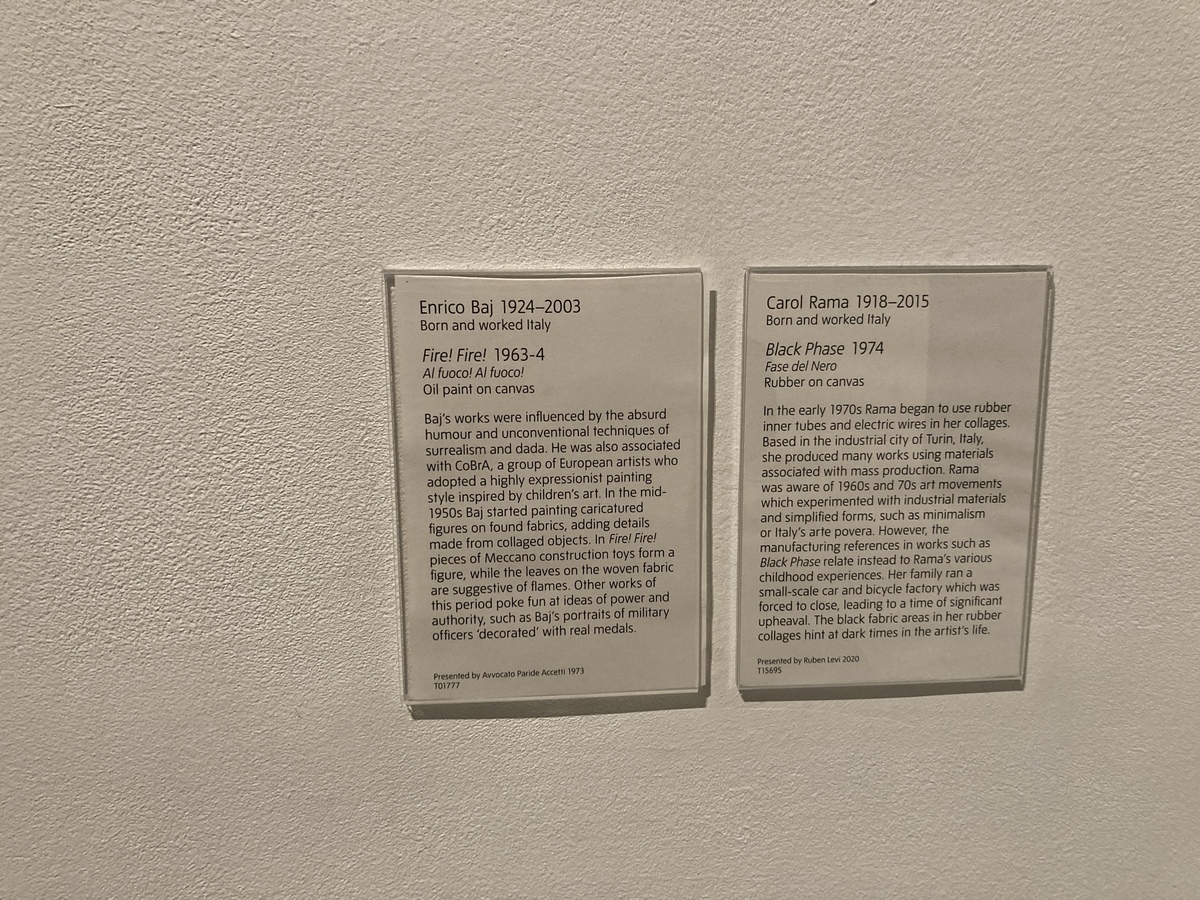 Enrico Baj 1924–2003
Born and worked Italy
Fire! Fire! 1963-4
Al fuoco! Al fuoco!
Oil paint on canvas
Baj's works were influenced by the absurd
humour and unconventional techniques of
surrealism and dada. He was also associated
with CoBrA, a group of European artists who
adopted a highly expressionist painting
style inspired by children's art. In the mid-
1950s Baj started painting caricatured
figures on found fabrics, adding details
made from collaged objects. In Fire! Fire!
pieces of Meccano construction toys form a
figure, while the leaves on the woven fabric
are suggestive of flames. Other works of
this period poke fun at ideas of power and
authority, such as Baj's portraits of military
officers 'decorated' with real medals.
Presented by Avvocato Paride Accetti 1973
T01777
Carol Rama 1918–2015
Born and worked Italy
Black Phase 1974
Fase del Nero
Rubber on canvas
In the early 1970s Rama began to use rubber
inner tubes and electric wires in her collages.
Based in the industrial city of Turin, Italy,
she produced many works using materials
associated with mass production. Rama
was aware of 1960s and 70s art movements
which experimented with industrial materials
and simplified forms, such as minimalism
or Italy's arte povera. However, the
manufacturing references in works such as
Black Phase relate instead to Rama's various
childhood experiences. Her family ran a
small-scale car and bicycle factory which was
forced to close, leading to a time of significant
upheaval. The black fabric areas in her rubber
collages hint at dark times in the artist's life.
Presented by Ruben Levi 2020
T15695